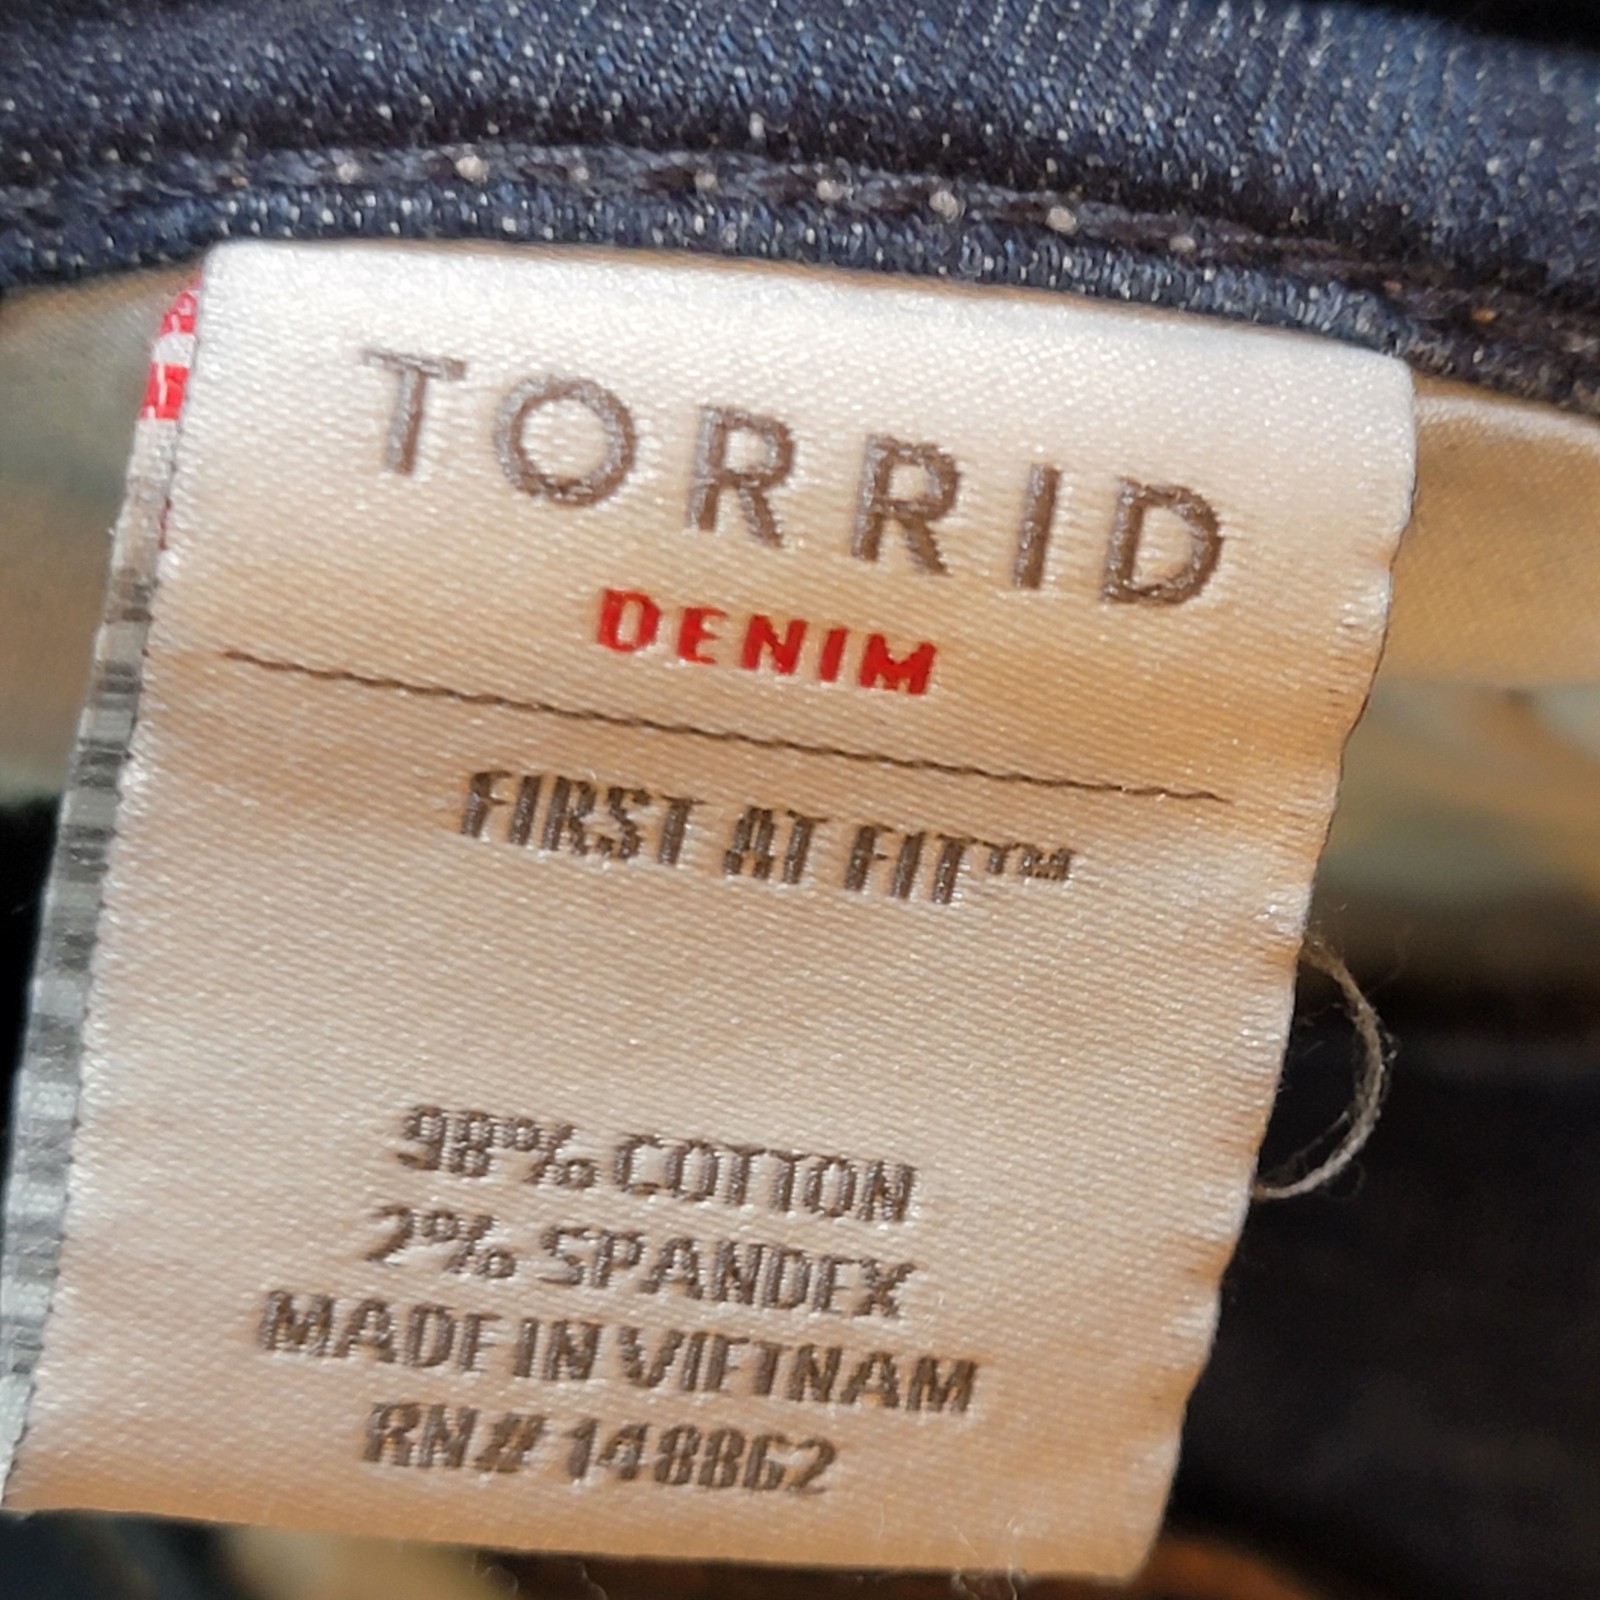 TORRID
DENIM
FIRST AT FIT™
98% COTTON
2% SPANDEX
MADE IN VIETNAM
RN# 148862